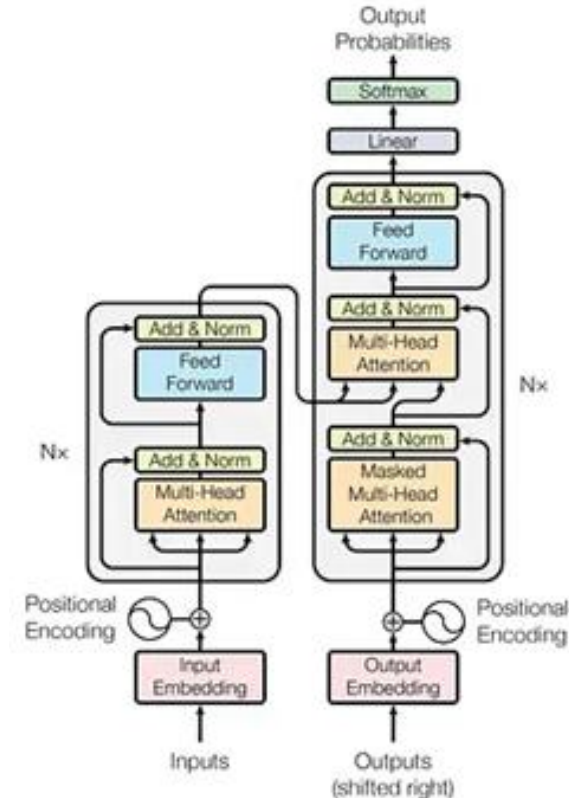 Output
Probabilities
Softmax
Linear
Add & Norm
Feed
Forward
Add & Norm
Multi-Head
Attention
Add & Norm
Masked
Multi-Head
Attention
Nx
Add & Norm
Feed
Forward
Add & Norm
Multi-Head
Attention
Nx
Positional
Encoding
Positional
Encoding
Input
Embedding
Output
Embedding
Inputs
Outputs
(shifted right)